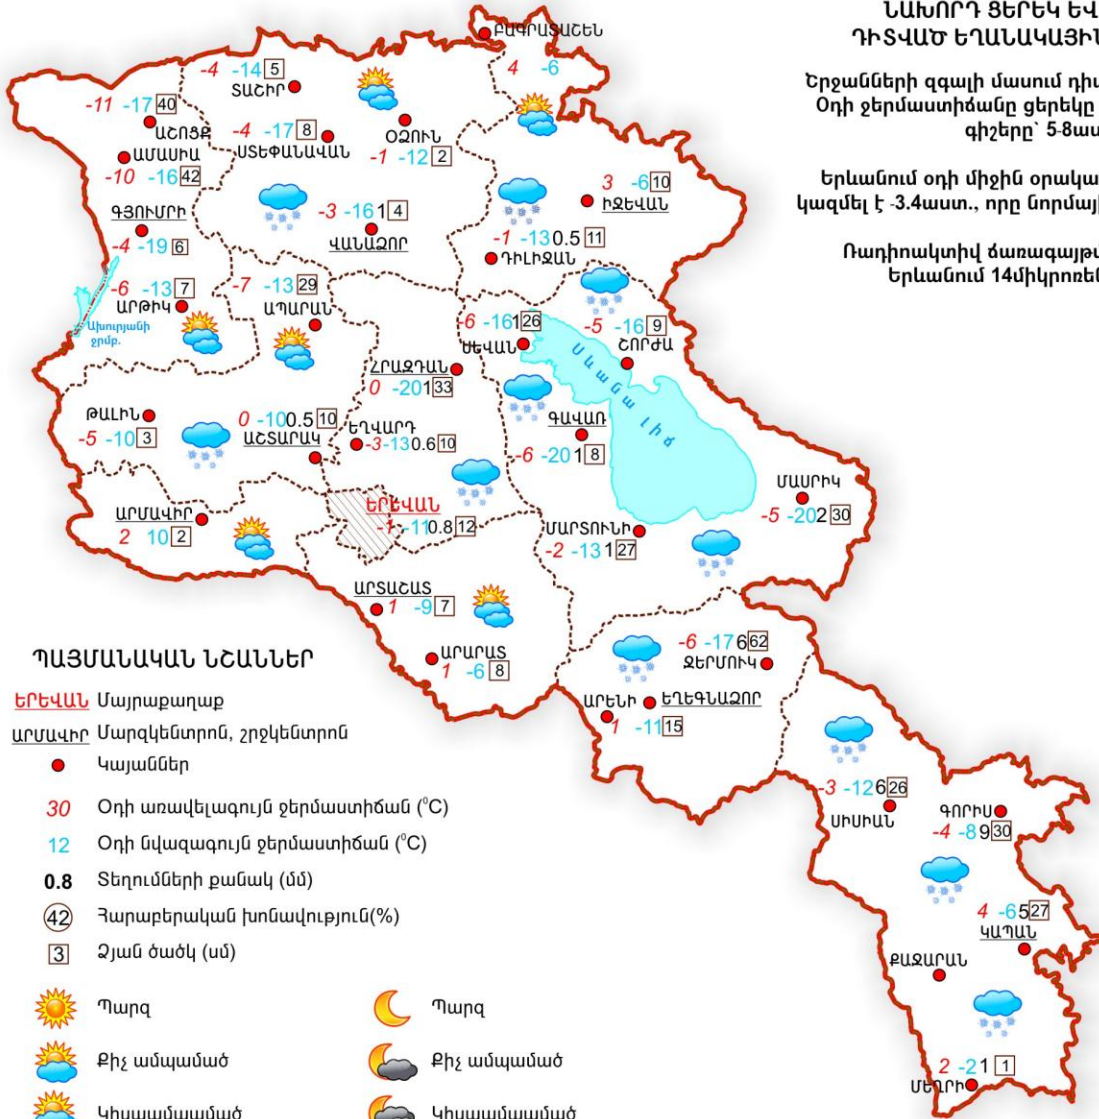 ՆԱԽՈՐԴ ՑԵՐԵԿ ԵՎ
ԴԻՏՎԱԾ ԵՂԱՆԱԿԱՅԻՆ
Շրջանների զգալի մասում
Օդի ջերմաստիճանը ցերեկը
գիշերը՝ 5-8աս
Երևանում օդի միջին
կազմել է -3.4աստ., որը
Ռադիոակտիվ
Երևանում
ԲԱԳՐԱՏԱՇԵՆ
4 -6
-4 -14 5
ՏԱՇԻՐ
-11 -17 40
ԱՇՈՑՔ
-4 -17 8
ՍՏԵՓԱՆԱՎԱՆ
ՕՁՈՒՆ
-1 -12 2
ԱՄԱՍԻԱ
-10 -16 42
3 -6 10
ԻՋԵՎԱՆ
ԳՅՈՒՄՐԻ
-4 -19 6
-3 -16 1 4
ՎԱՆԱՁՈՐ
-1 -13 0.5 11
ԴԻԼԻՋԱՆ
-6 -13 7
ԱՐԹԻԿ
-7 -13 29
ԱՊԱՐԱՆ
Ախուրյանի
ջրմբ.
-6 -16 1 26
ՍԵՎԱՆ
-5 -16 9
ՇՈՐԺԱ
Սևանա լիճ
ՀՐԱԶԴԱՆ
0 -20 1 33
ԹԱԼԻՆ
-5 -10 3
0 -10 0.5 10
ԱՇՏԱՐԱԿ
ԵՂՎԱՐԴ
-3 -13 0.6 10
ԳԱՎԱՌ
-6 -20 1 8
ՄԱՍՐԻԿ
-5 -20 2 30
ԱՐՄԱՎԻՐ
2 10 2
ԵՐԵՎԱՆ
-1 -11 0.8 12
ՄԱՐՏՈՒՆԻ
-2 -13 1 27
ԱՐՏԱՇԱՏ
1 -9 7
ԱՐԱՐԱՏ
1 -6 8
-6 -17 6 62
ՋԵՐՄՈՒԿ
ԱՐԵՆԻ
ԵՂԵԳՆԱՁՈՐ
1 -11 15
-3 -12 6 26
ՍԻՍԻԱՆ
ԳՈՐԻՍ
-4 -8 9 30
4 -6 5 27
ԿԱՊԱՆ
ՔԱՋԱՐԱՆ
2 -2 1 1
ՄԵՂՐԻ
ՊԱՅՄԱՆԱԿԱՆ ՆՇԱՆՆԵՐ
ԵՐԵՎԱՆ Մայրաքաղաք
ԱՐՄԱՎԻՐ Մարզկենտրոն, շրջկենտրոն
Կայաններ
30 Օդի առավելագույն ջերմաստիճան (⁰C)
12 Օդի նվազագույն ջերմաստիճան (⁰C)
0.8 Տեղումների քանակ (մմ)
42 Հարաբերական խոնավություն(%)
3 Ձյան ծածկ (սմ)
Պարզ Պարզ
Քիչ ամպամած Քիչ ամպամած
Կիսաամպամած Կիսաամպամած